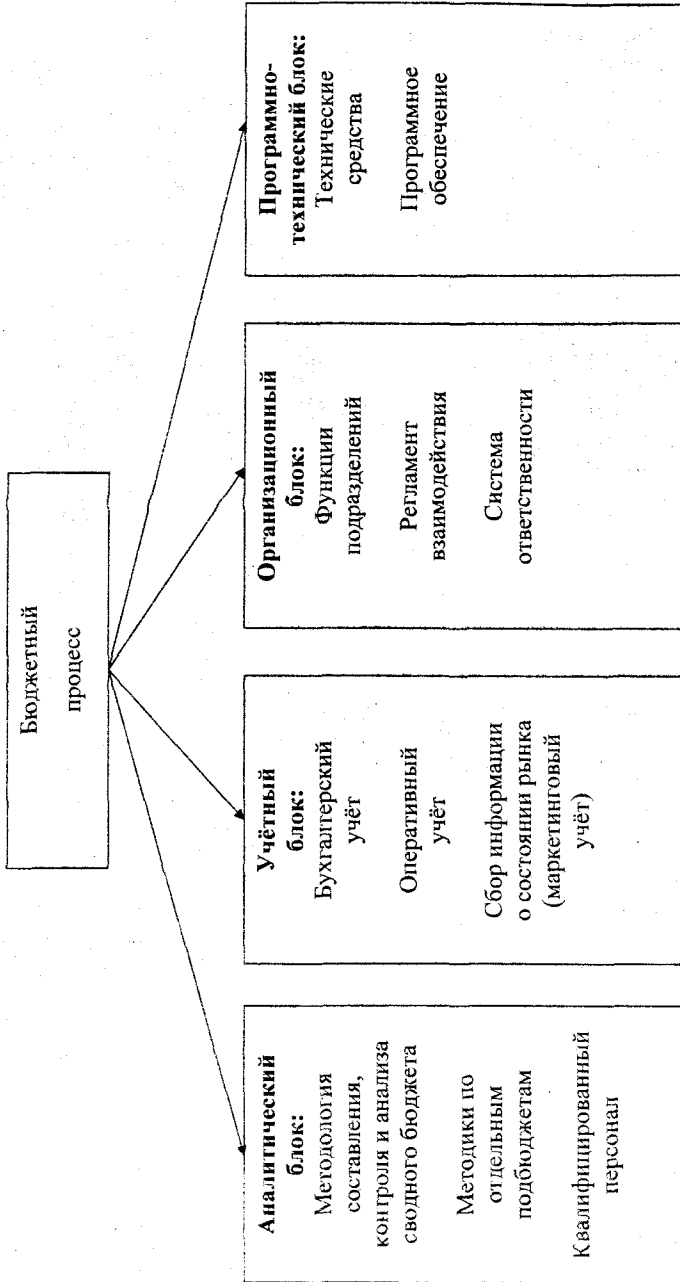 Бюджетный
процесс
Аналитический
блок:
Методология
составления,
контроля и анализа
сводного бюджета
Методики по
отдельным
подбюджетам
Квалифицированный
персонал
Учётный
блок:
Бухгалтерский
учёт
Оперативный
учёт
Сбор информации
о состоянии рынка
(маркетинговый
учёт)
Организационный
блок:
Функции
подразделений
Регламент
взаимодействия
Система
ответственности
Программно-
технический блок:
Технические
средства
Программное
обеспечение